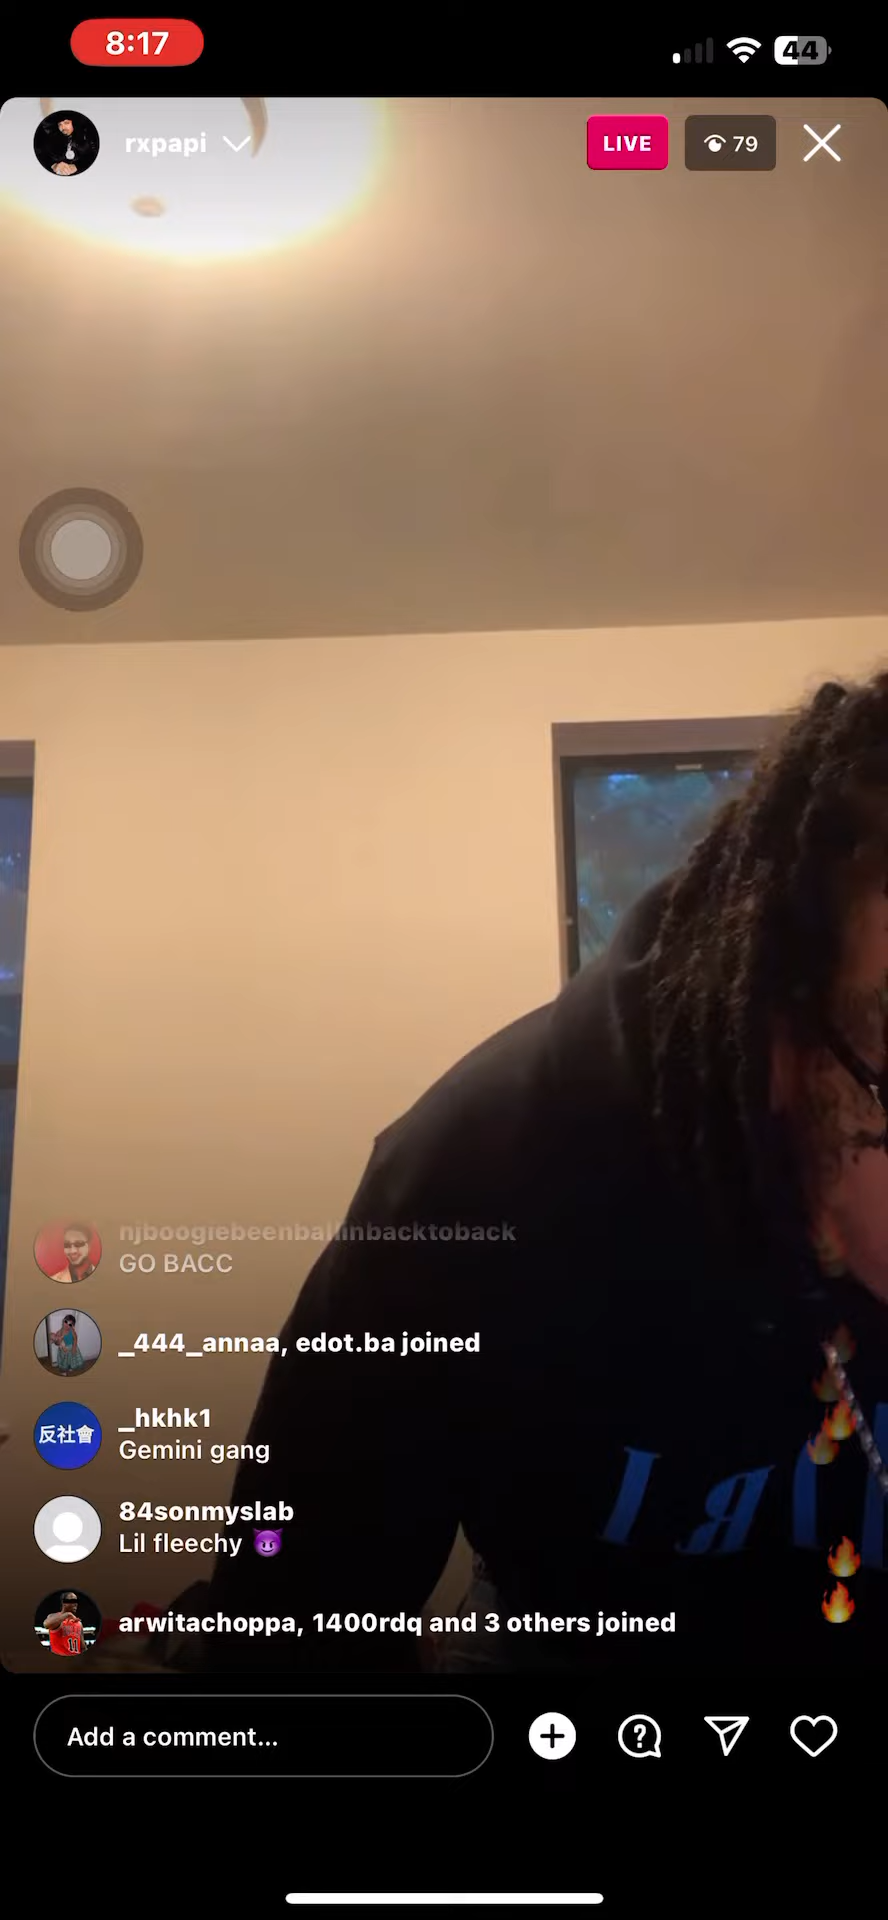 8:17
44
rxpapi
LIVE
79
njboogiebeenballinbacktoback
GO BACC
_444_annaa, edot.ba joined
反社會
_hkhk1
Gemini gang
84sonmyslab
Lil fleechy 😈
11
arwitachoppa, 1400rdq and 3 others joined
Add a comment...